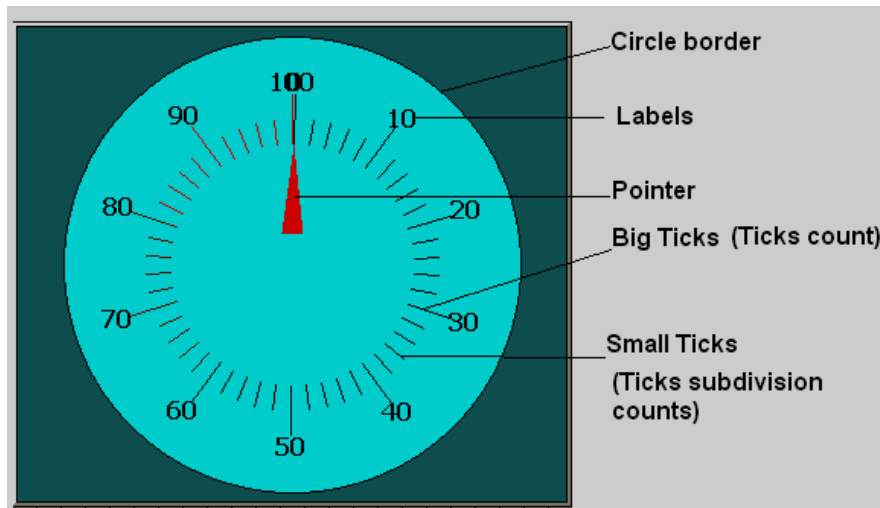 Circle border
100
0
90
10
Labels
80
20
Pointer
Big Ticks (Ticks count)
70
30
Small Ticks
(Ticks subdivision
counts)
60
40
50